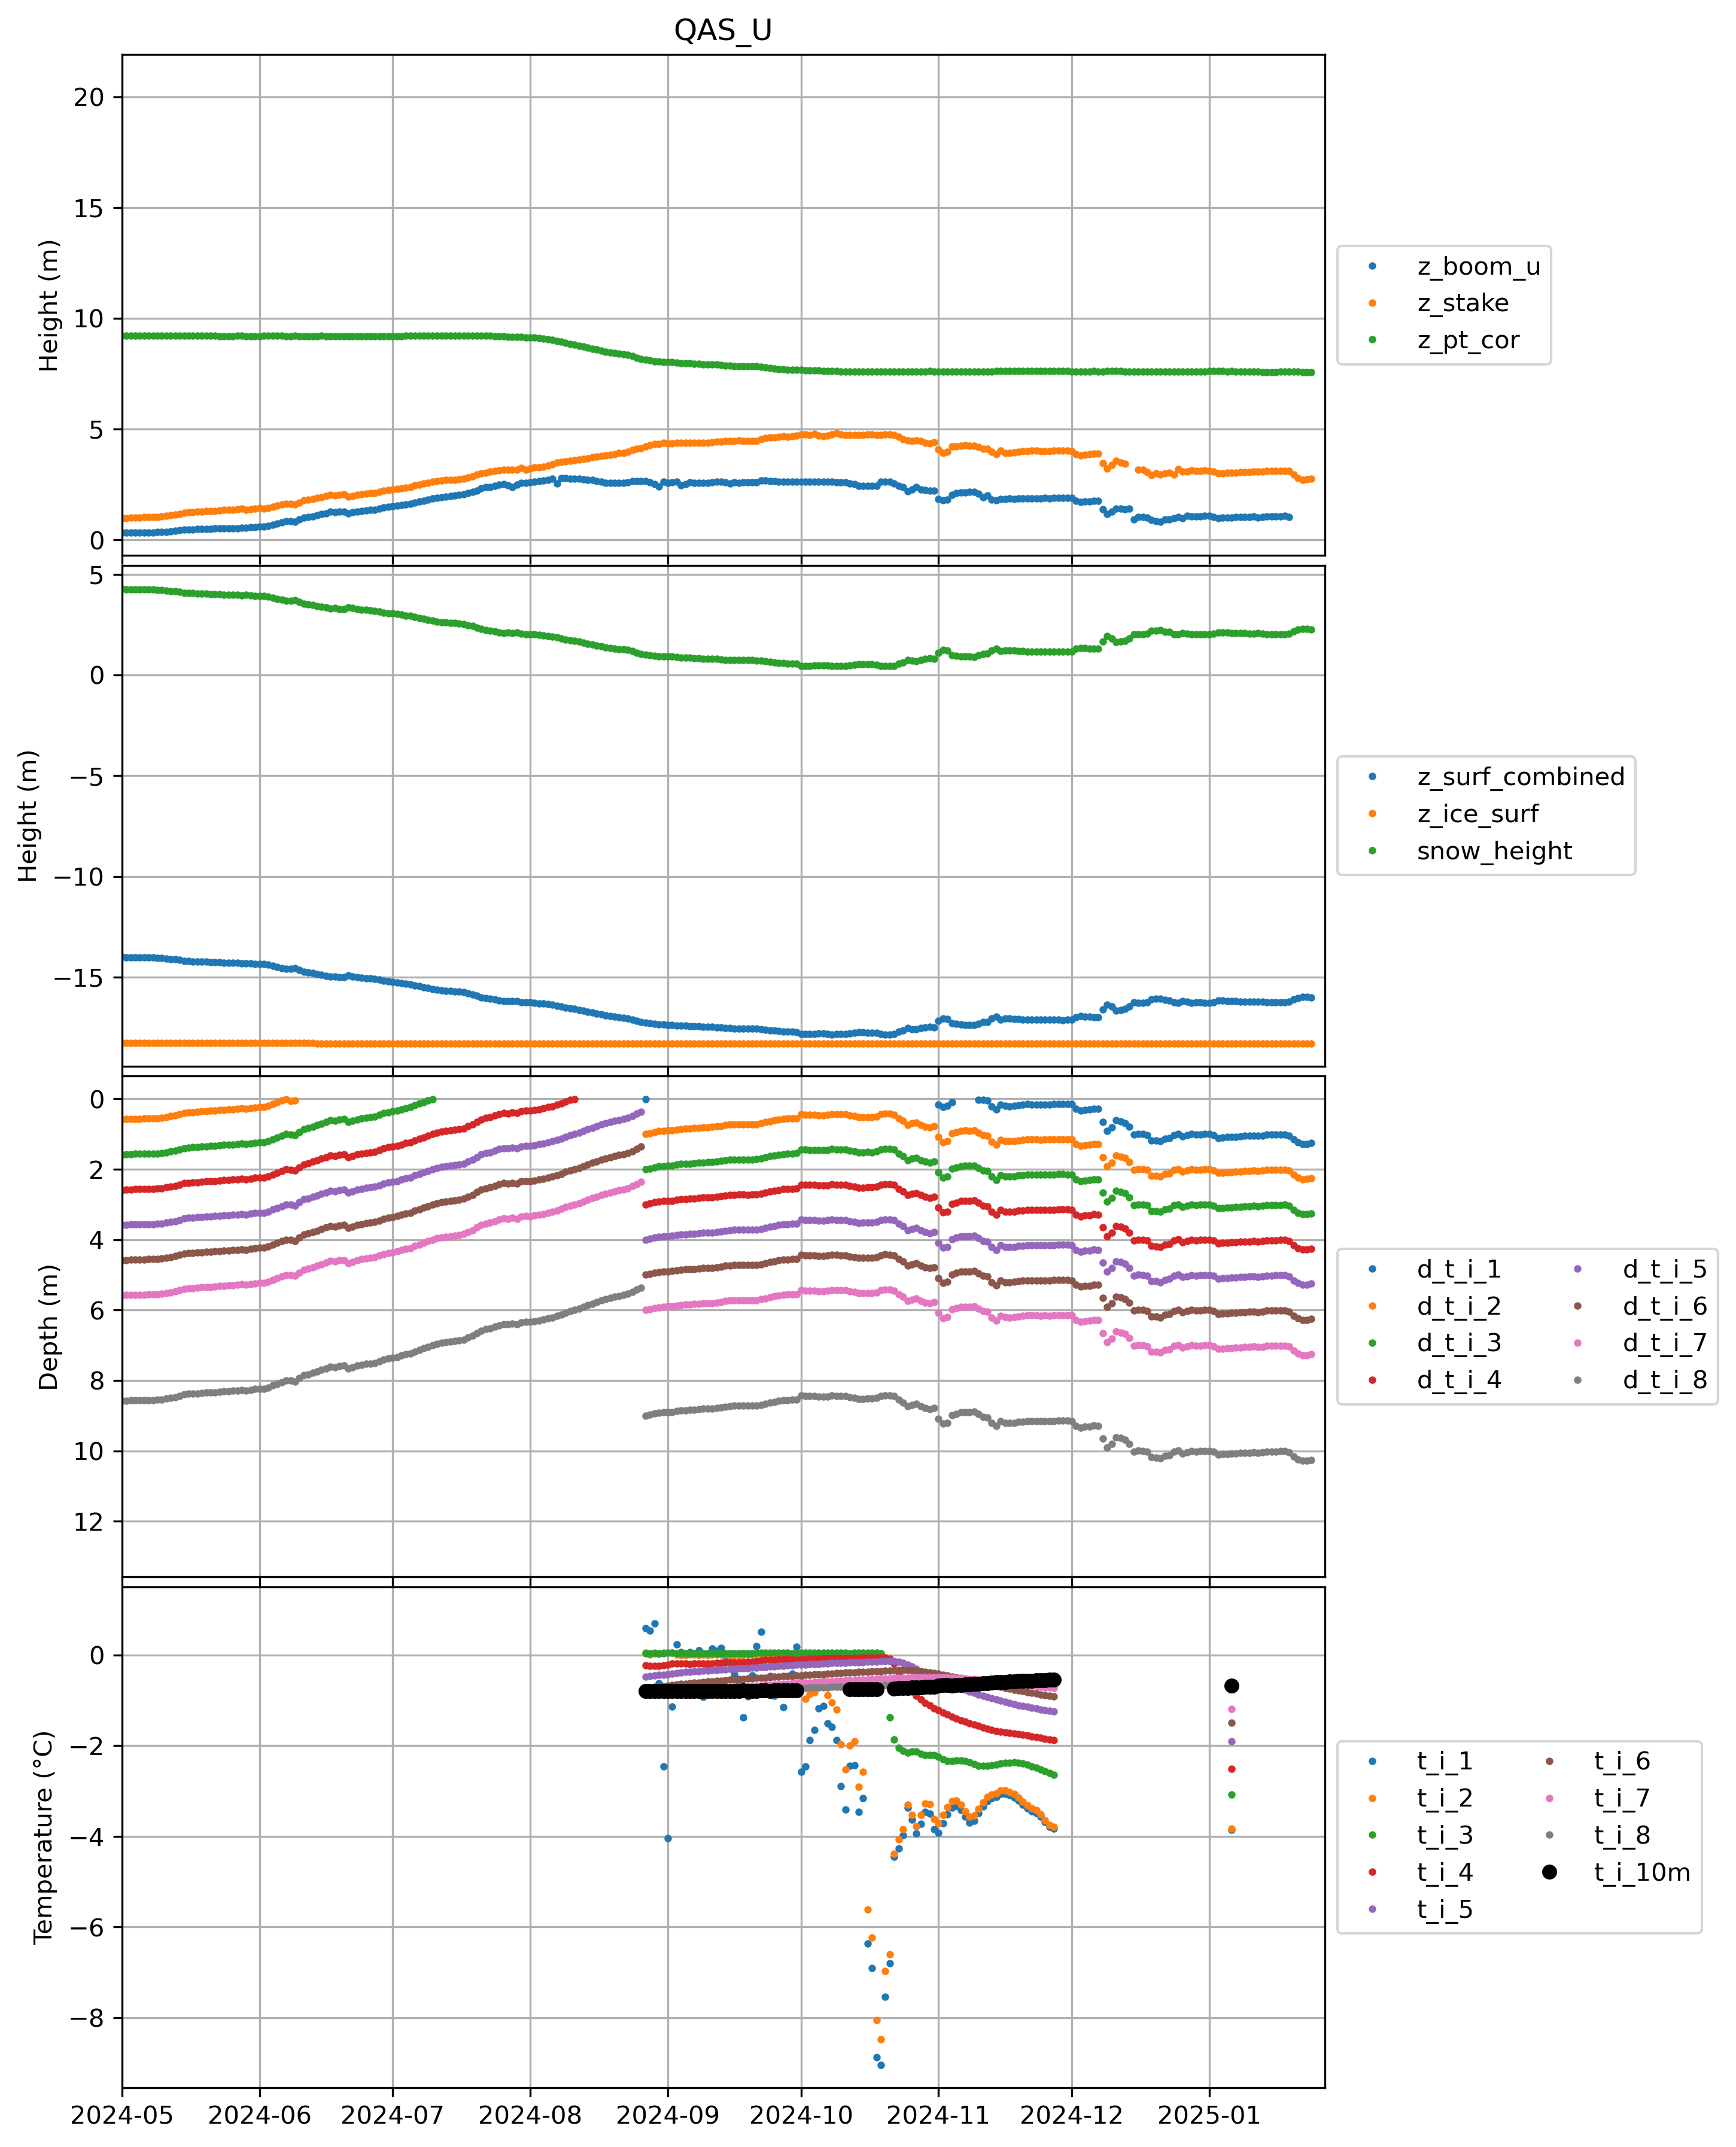 QAS_U
20
15
10
5
0
Height (m)
z_boom_u
z_stake
z_pt_cor
5
0
−5
−10
−15
Height (m)
z_surf_combined
z_ice_surf
snow_height
0
2
4
6
8
10
12
Depth (m)
d_t_i_1
d_t_i_2
d_t_i_3
d_t_i_4
d_t_i_5
d_t_i_6
d_t_i_7
d_t_i_8
0
−2
−4
−6
−8
Temperature (°C)
t_i_1
t_i_2
t_i_3
t_i_4
t_i_5
t_i_6
t_i_7
t_i_8
t_i_10m
2024-05 2024-06 2024-07 2024-08 2024-09 2024-10 2024-11 2024-12 2025-01